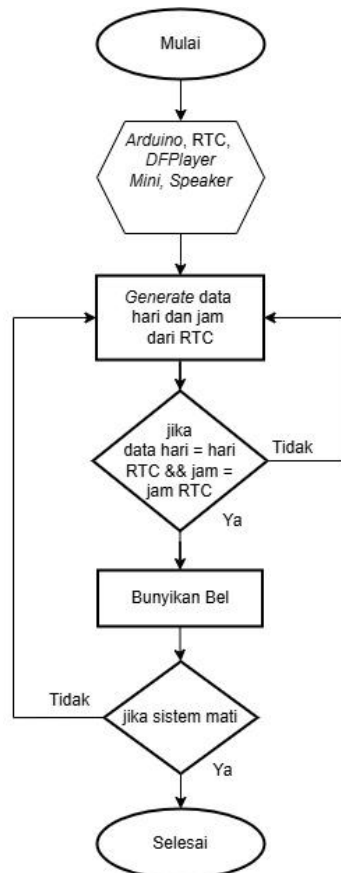 Mulai
Arduino, RTC,
DFPlayer
Mini, Speaker
Generate data
hari dan jam
dari RTC
jika
data hari = hari
RTC && jam =
jam RTC
Tidak
Ya
Bunyikan Bel
Tidak
jika sistem mati
Ya
Selesai